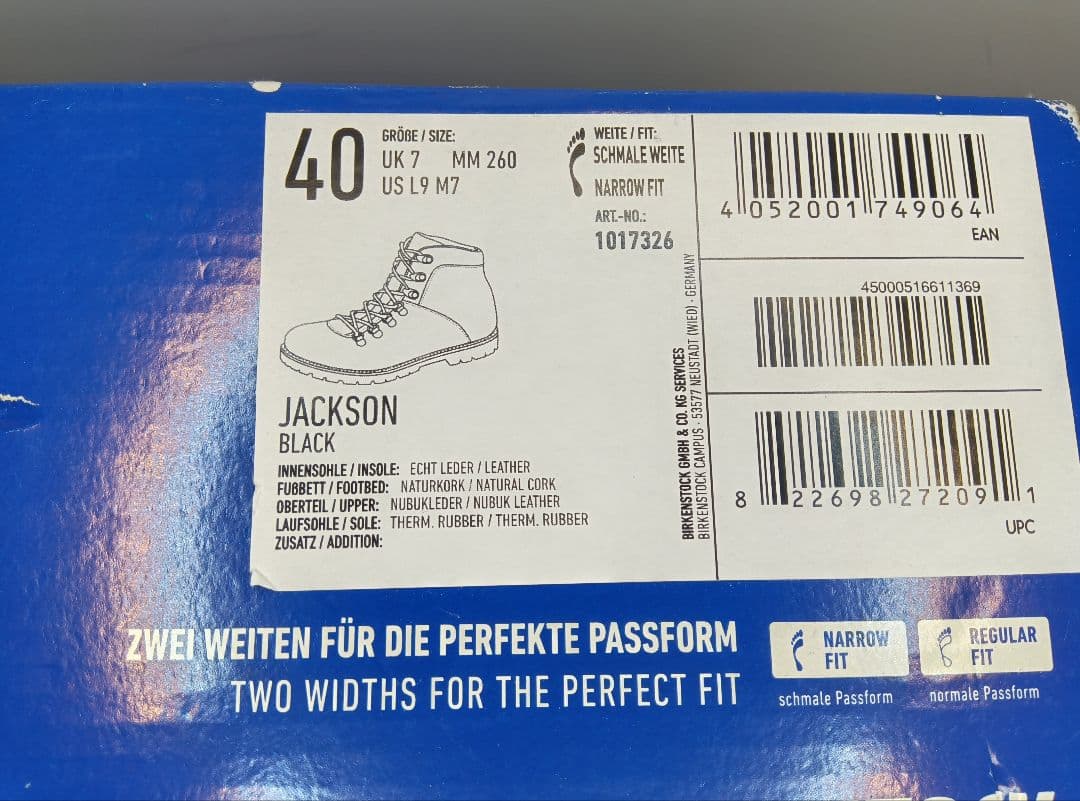 40
GRÖBE / SIZE:
UK 7 MM 260
US L9 M7
WEITE / FIT:
SCHMALE WEITE
NARROW FIT
ART.-NO.:
1017326
JACKSON
BLACK
INNENSOHLE / INSOLE: ECHT LEDER / LEATHER
FUßBETT / FOOTBED: NATURKORK / NATURAL CORK
OBERTEIL / UPPER: NUBUKLEDER / NUBUK LEATHER
LAUFSOHLE / SOLE: THERM. RUBBER / THERM. RUBBER
ZUSATZ / ADDITION:
BIRKENSTOCK GMBH & CO. KG SERVICES
BIRKENSTOCK CAMPUS · 53577 NEUSTADT (WIED) · GERMANY
4 052001 749064
EAN
45000516611369
8 22698 27209 1
UPC
ZWEI WEITEN FÜR DIE PERFEKTE PASSFORM
TWO WIDTHS FOR THE PERFECT FIT
NARROW
FIT
schmale Passform
REGULAR
FIT
normale Passform